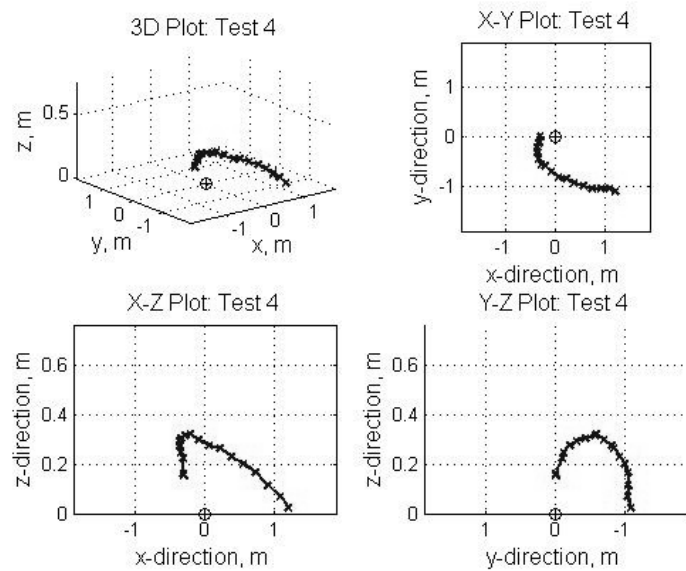 3D Plot: Test 4
z, m
0.5
0
1
0
-1
y, m
-1
0
1
x, m
X-Y Plot: Test 4
y-direction, m
1
0
-1
-1
0
1
x-direction, m
X-Z Plot: Test 4
z-direction, m
0.6
0.4
0.2
0
-1
0
1
x-direction, m
Y-Z Plot: Test 4
z-direction, m
0.6
0.4
0.2
0
1
0
-1
y-direction, m